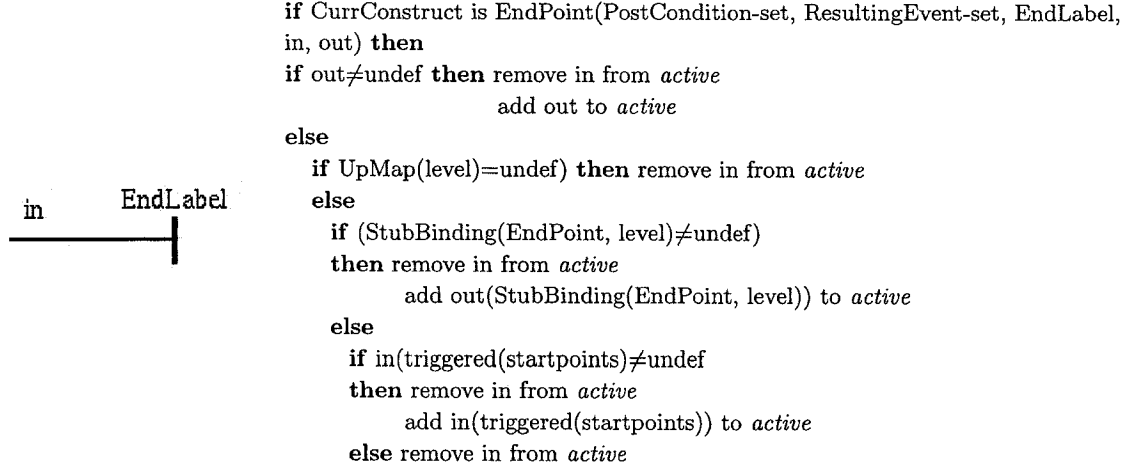 if CurrConstruct is EndPoint(PostCondition-set, ResultingEvent-set, EndLabel,
in, out) then
if out≠undef then remove in from active
add out to active
else
if UpMap(level)=undef) then remove in from active
else
if (StubBinding(EndPoint, level)≠undef)
then remove in from active
add out(StubBinding(EndPoint, level)) to active
else
if in(triggered(startpoints)≠undef
then remove in from active
add in(triggered(startpoints)) to active
else remove in from active
in
EndLabel